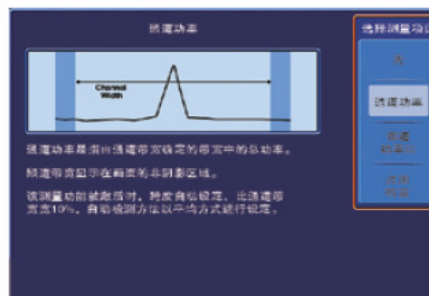 通道功率
选择测量项
Channel
Width
通道功率是指由通道带宽确定的带宽中的总功率。
频道带宽显示在画面的非阴影区域。
该测量功能被激活时，跨度自动设定，比通道带
宽宽10%。自动检测方法以平均方式进行设定。
通道功率